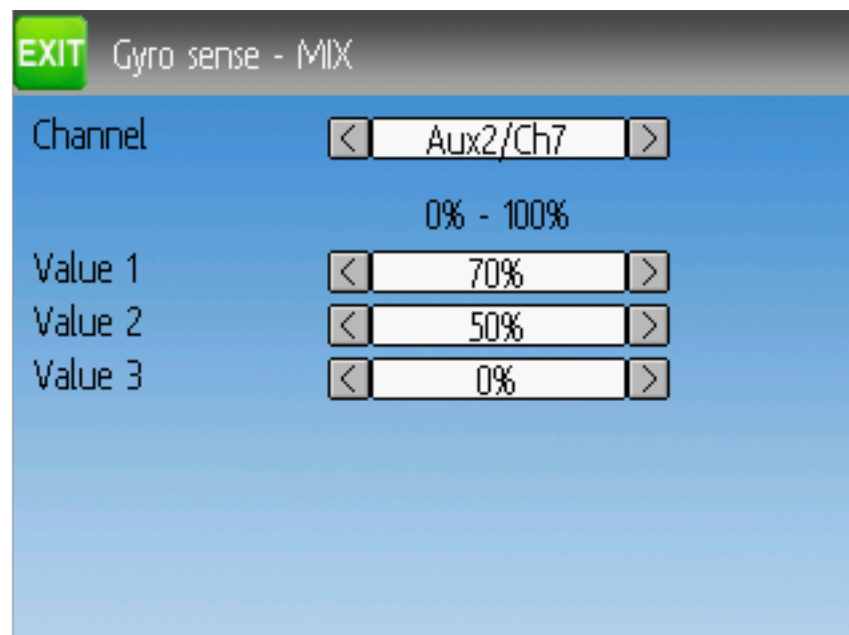 EXIT Gyro sense - MIX
Channel < Aux2/Ch7 >
0% - 100%
Value 1 < 70% >
Value 2 < 50% >
Value 3 < 0% >